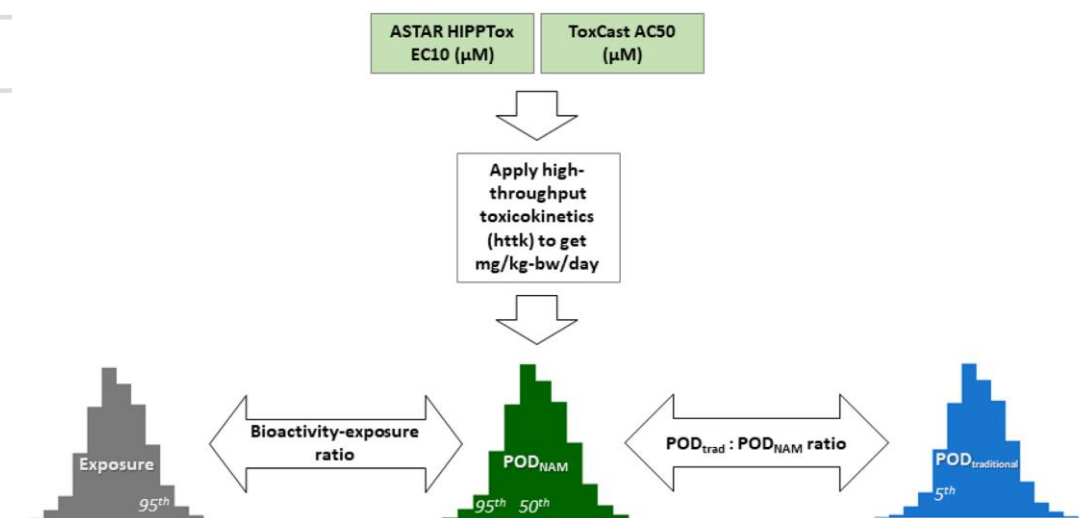 ASTAR HIPPTox
EC10 (µM)
ToxCast AC50
(µM)
Apply high-
throughput
toxicokinetics
(httk) to get
mg/kg-bw/day
Exposure
95th
Bioactivity-exposure
ratio
PODNAM
95th 50th
PODtrad : PODNAM ratio
PODtraditional
5th